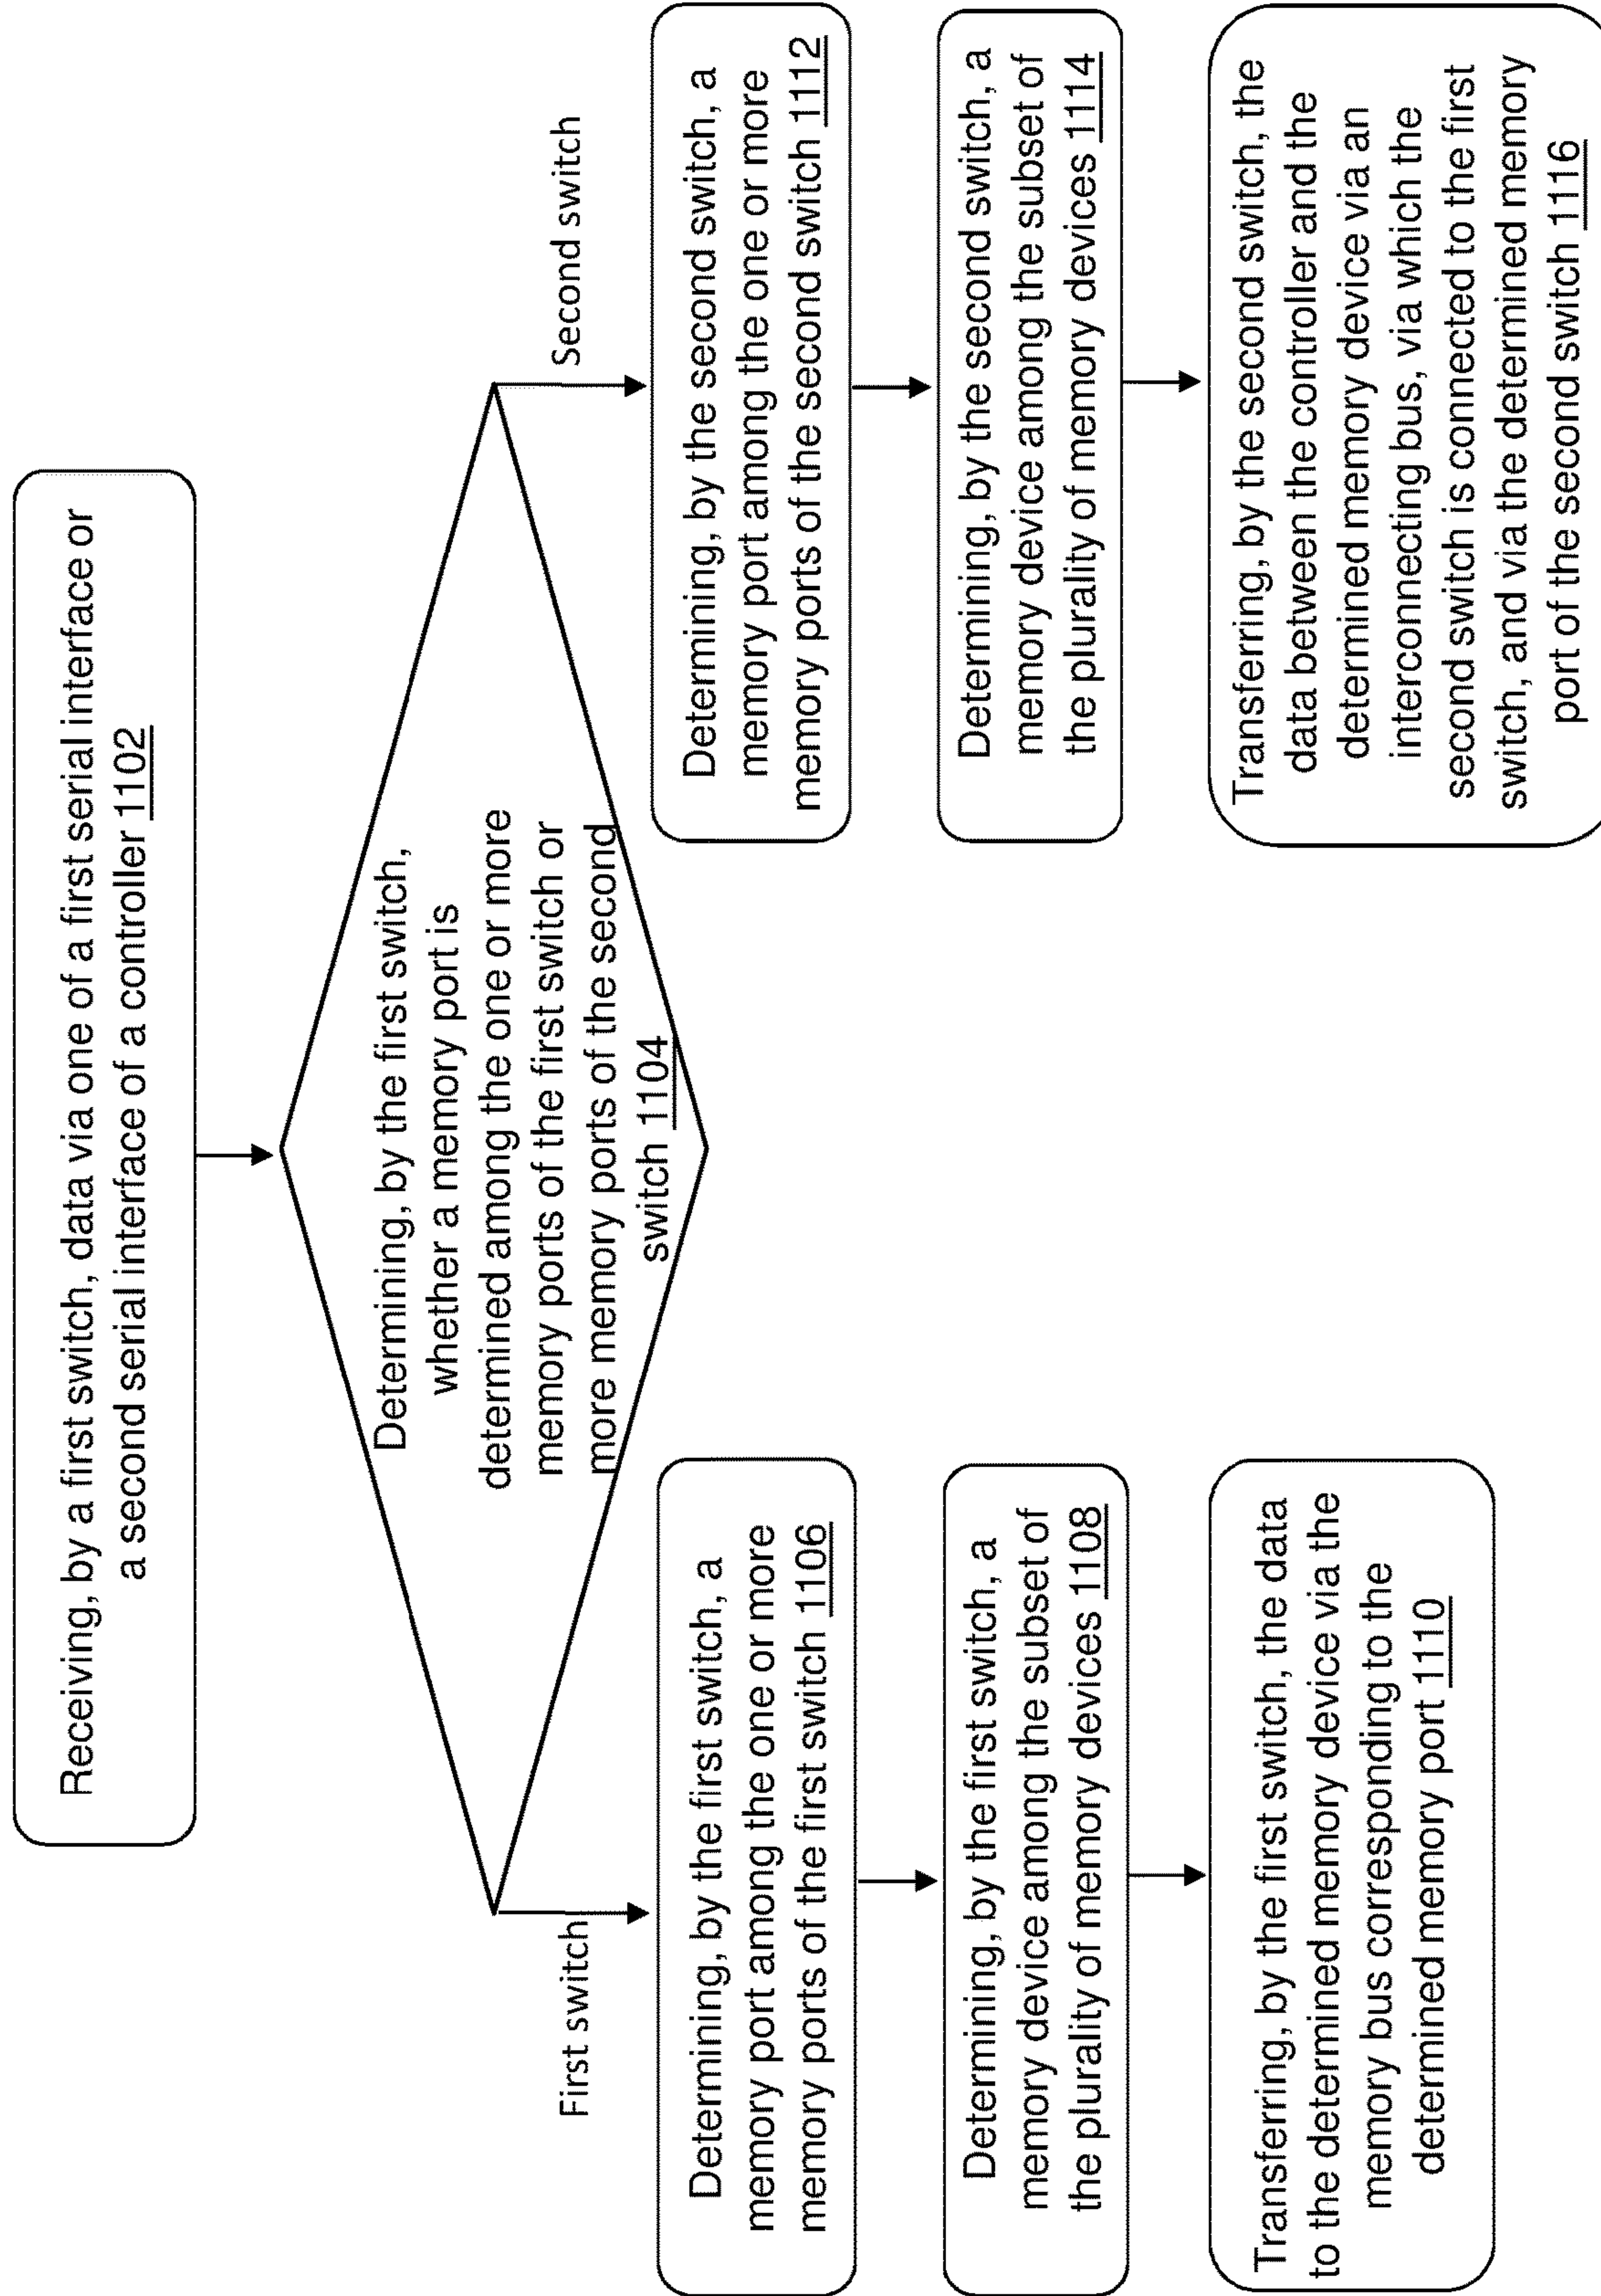 Receiving, by a first switch, data via one of a first serial interface or
a second serial interface of a controller 1102
Determining, by the first switch,
whether a memory port is
determined among the one or more
memory ports of the first switch or
more memory ports of the second
switch 1104
First switch
Determining, by the first switch, a
memory port among the one or more
memory ports of the first switch 1106
Determining, by the first switch, a
memory device among the subset of
the plurality of memory devices 1108
Transferring, by the first switch, the data
to the determined memory device via the
memory bus corresponding to the
determined memory port 1110
Second switch
Determining, by the second switch, a
memory port among the one or more
memory ports of the second switch 1112
Determining, by the second switch, a
memory device among the subset of
the plurality of memory devices 1114
Transferring, by the second switch, the
data between the controller and the
determined memory device via an
interconnecting bus, via which the
second switch is connected to the first
switch, and via the determined memory
port of the second switch 1116